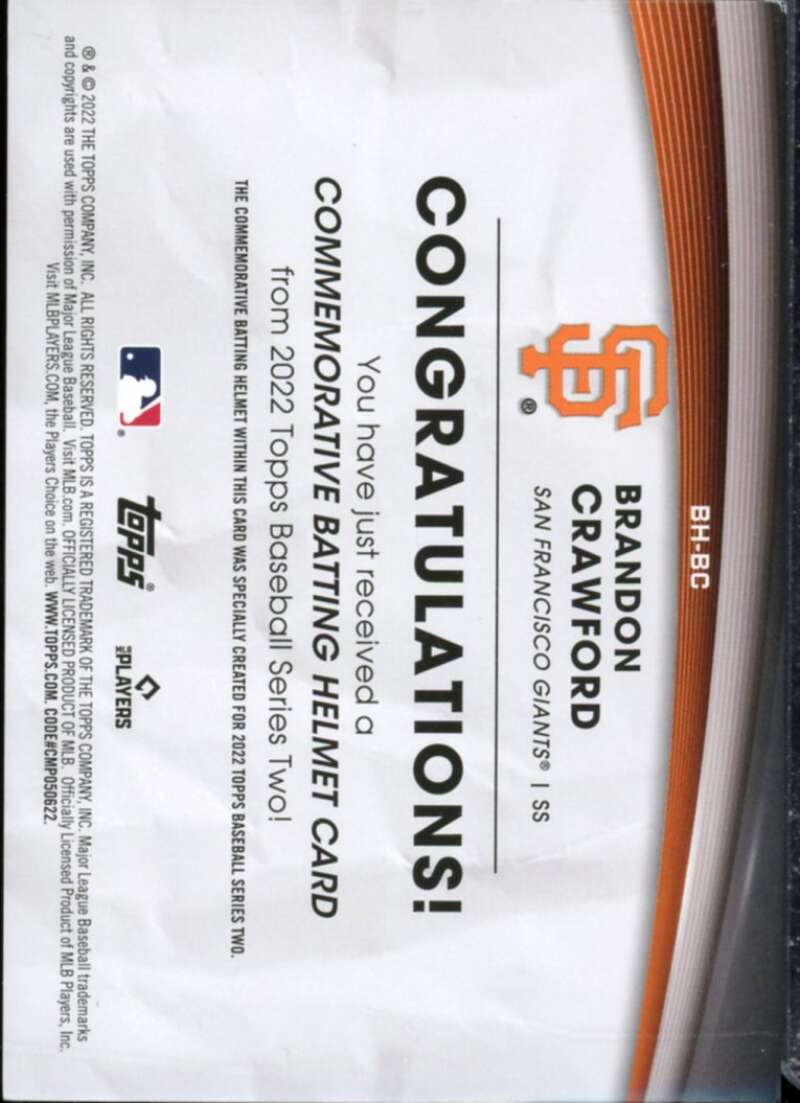 BH-BC
BRANDON
CRAWFORD
SAN FRANCISCO GIANTS® | SS
SF®
CONGRATULATIONS!
You have just received a
COMMEMORATIVE BATTING HELMET CARD
from 2022 Topps Baseball Series Two!
THE COMMEMORATIVE BATTING HELMET WITHIN THIS CARD WAS SPECIALLY CREATED FOR 2022 TOPPS BASEBALL SERIES TWO.
topps®
MLB PLAYERS
® & © 2022 THE TOPPS COMPANY, INC. ALL RIGHTS RESERVED. TOPPS IS A REGISTERED TRADEMARK OF THE TOPPS COMPANY, INC. Major League Baseball trademarks
and copyrights are used with permission of Major League Baseball. Visit MLB.com. OFFICIALLY LICENSED PRODUCT OF MLB. Officially Licensed Product of MLB Players, Inc.
Visit MLBPLAYERS.COM, the Players Choice on the web. WWW.TOPPS.COM. CODE#CMP050622.